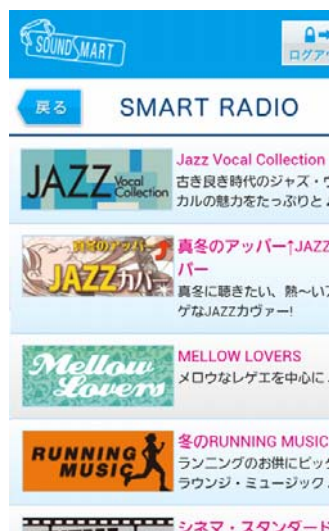 SOUND SMART
ログア
戻る
SMART RADIO
JAZZ Vocal Collection
Jazz Vocal Collection
古き良き時代のジャズ・
カルの魅力をたっぷりと
真冬のアッパー↑
JAZZカバー
真冬のアッパー↑JAZZ
バー
真冬に聴きたい、熱〜い
ゲなJAZZカヴァー!
Mellow
Lovers
MELLOW LOVERS
メロウなレゲエを中心に
RUNNING
MUSIC
冬のRUNNING MUSIC
ランニングのお供にピッ
ラウンジ・ミュージック
シネマ・スタンダード